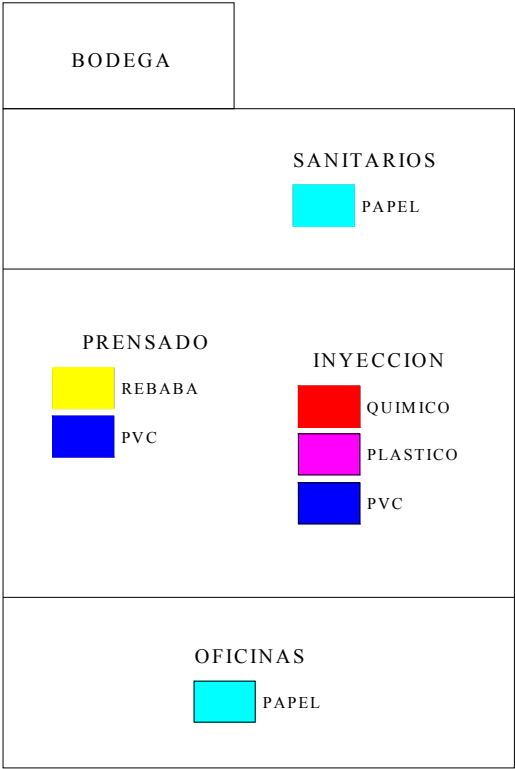 BODEGA
SANITARIOS
PAPEL
PRENSADO
REBABA
PVC
INYECCION
QUIMICO
PLASTICO
PVC
OFICINAS
PAPEL